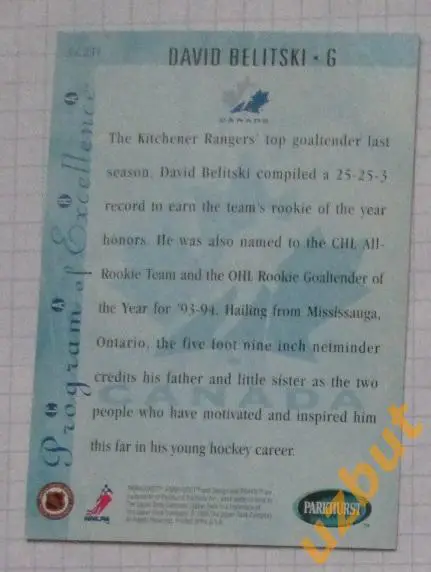 DAVID BELITSKI • G
CANADA
The Kitchener Rangers' top goaltender last
season, David Belitski compiled a 25-25-3
record to earn the team's rookie of the year
honors. He was also named to the CHL All-
Rookie Team and the OHL Rookie Goaltender of
the Year for '93-94. Hailing from Mississauga,
Ontario, the five foot nine inch netminder
credits his father and little sister as the two
people who have motivated and inspired him
this far in his young hockey career.
CANADA
Program of Excellence
NHLPA
PARKHURST
uzbut